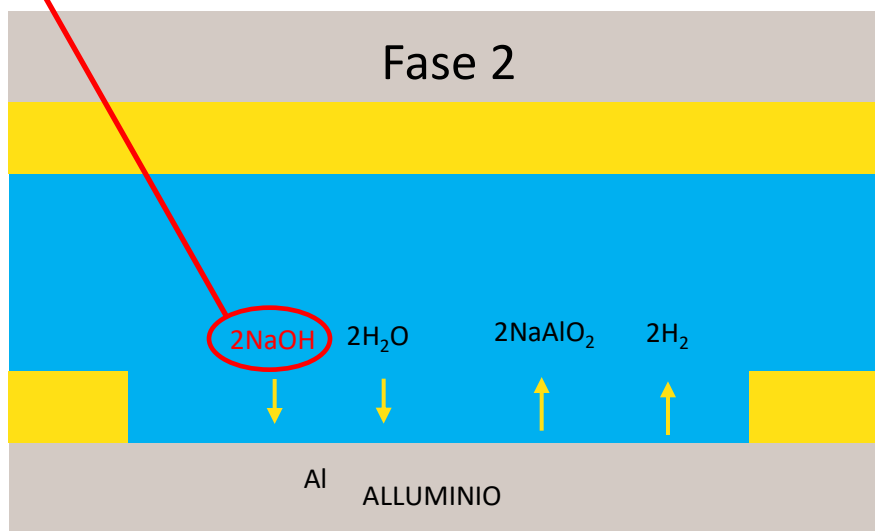 Fase 2
2NaOH 2H₂O 2NaAlO₂ 2H₂
Al
ALLUMINIO